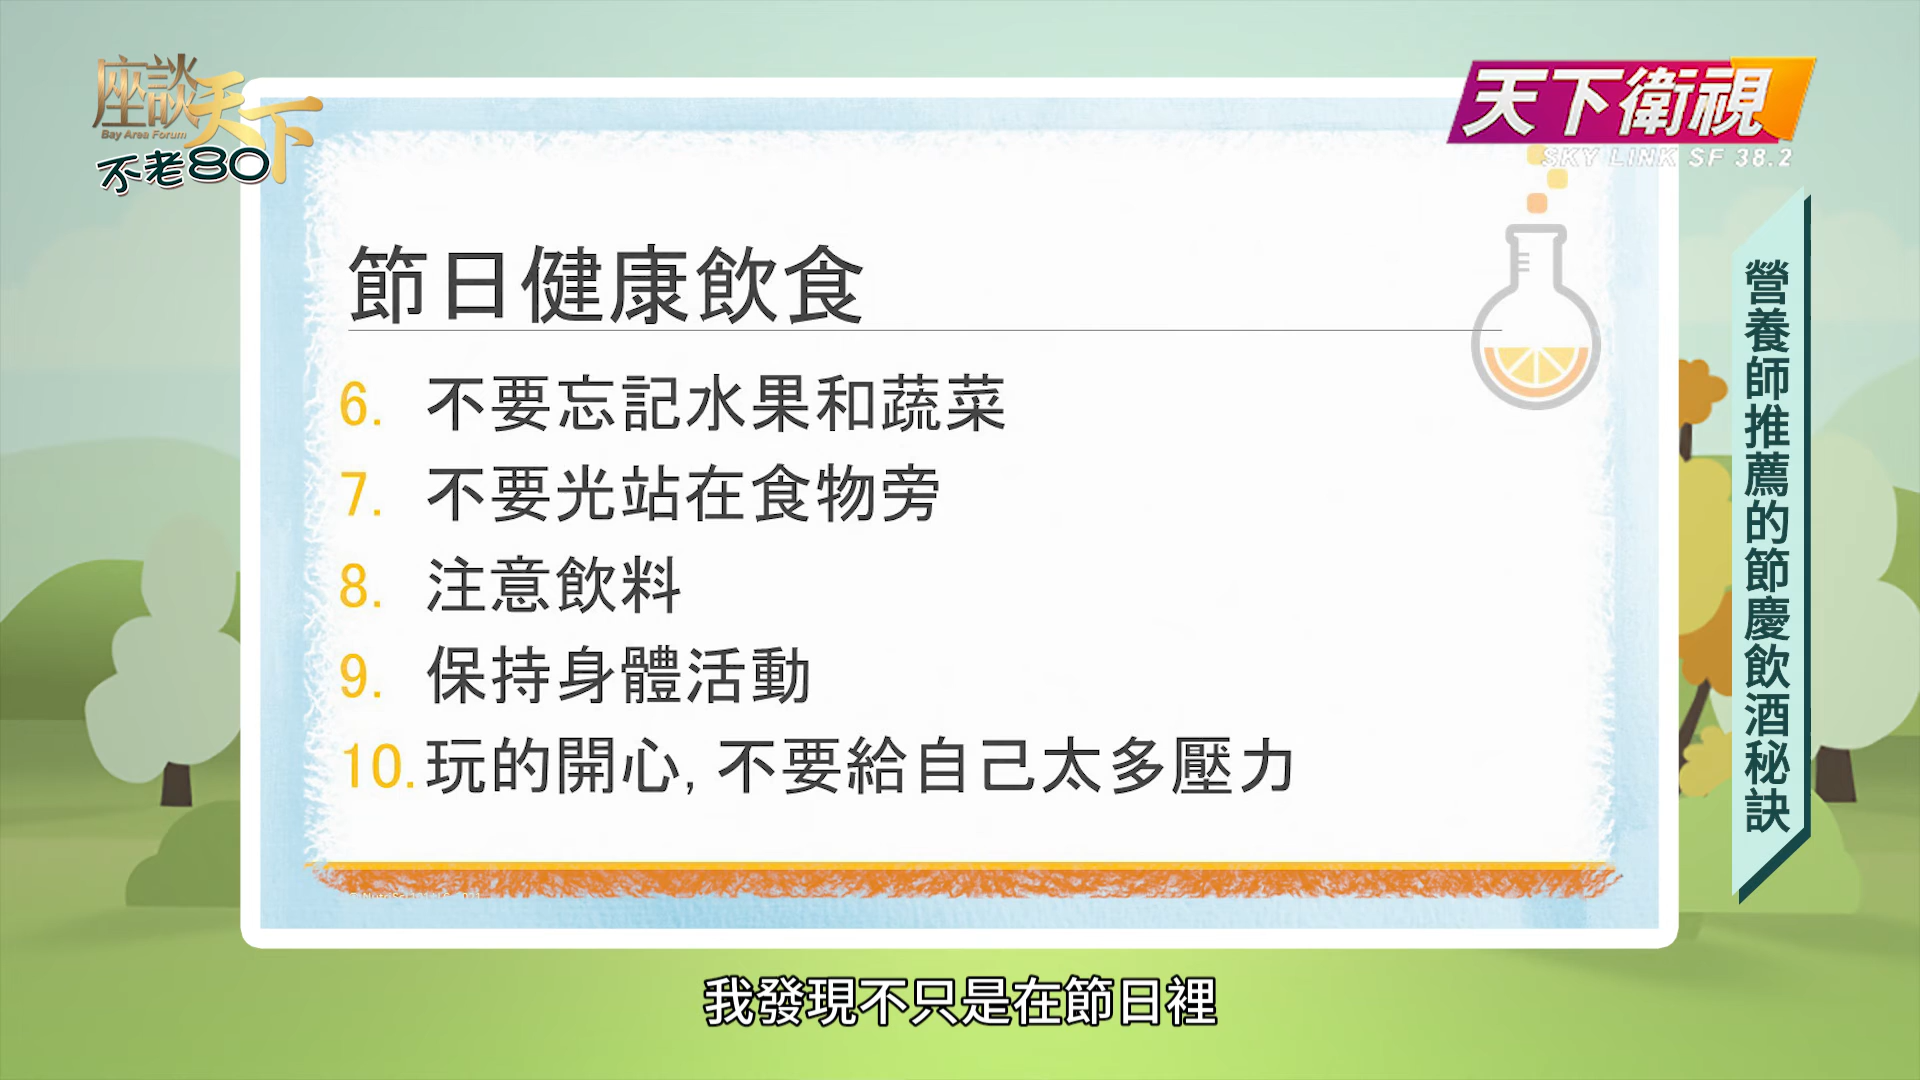 座談天下
Bay Area Forum
不老80
天下衛視
SKY LINK SF 38.2
節日健康飲食
6. 不要忘記水果和蔬菜
7. 不要光站在食物旁
8. 注意飲料
9. 保持身體活動
10. 玩的開心, 不要給自己太多壓力
營養師推薦的節慶飲酒秘訣
我發現不只是在節日裡